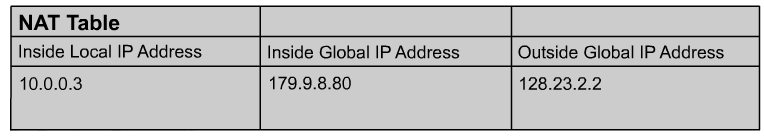 NAT Table
Inside Local IP Address Inside Global IP Address Outside Global IP Address
10.0.0.3 179.9.8.80 128.23.2.2